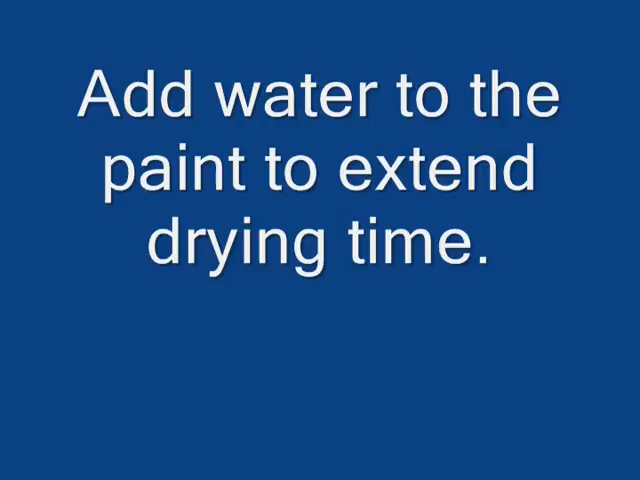 Add water to the
paint to extend
drying time.